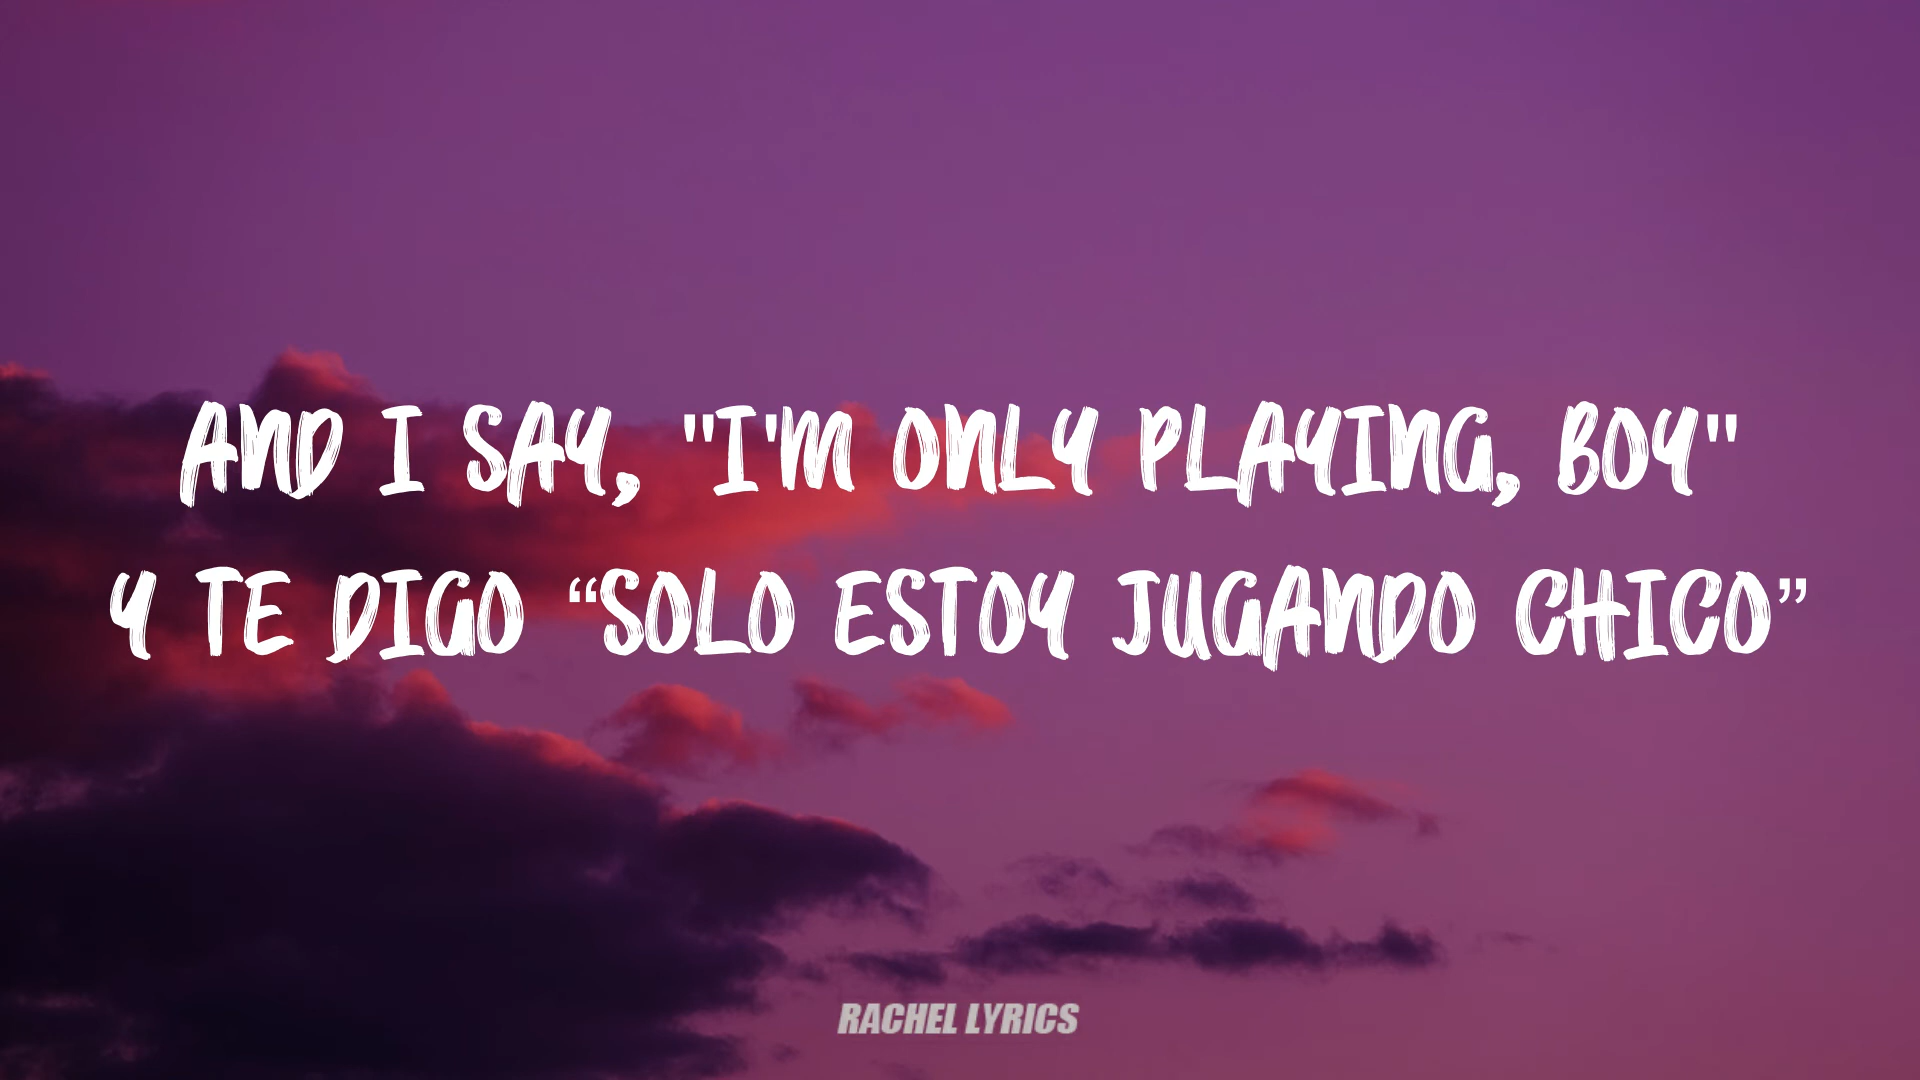 AND I SAY, "I'M ONLY PLAYING, BOY"
Y TE DIGO “SOLO ESTOY JUGANDO CHICO”
RACHEL LYRICS